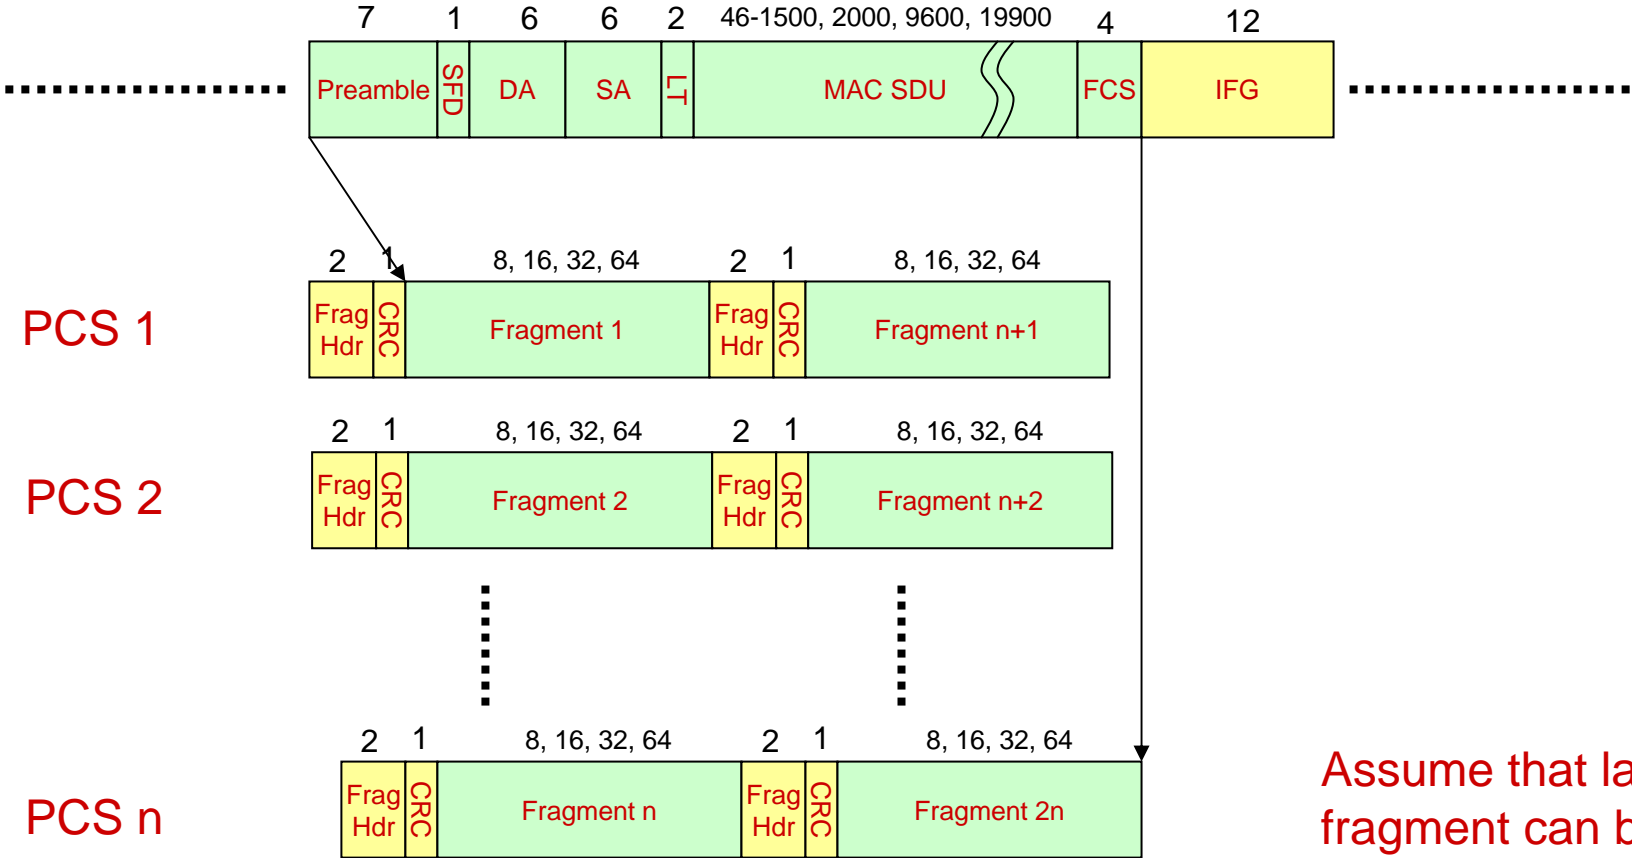 7 1 6 6 2 46-1500, 2000, 9600, 19900 4 12
Preamble SFD DA SA LT MAC SDU FCS IFG
2 1 8, 16, 32, 64 2 1 8, 16, 32, 64
PCS 1
Frag Hdr CRC Fragment 1 Frag Hdr CRC Fragment n+1
2 1 8, 16, 32, 64 2 1 8, 16, 32, 64
PCS 2
Frag Hdr CRC Fragment 2 Frag Hdr CRC Fragment n+2
2 1 8, 16, 32, 64 2 1 8, 16, 32, 64
PCS n
Frag Hdr CRC Fragment n Frag Hdr CRC Fragment 2n
Assume that
fragment can